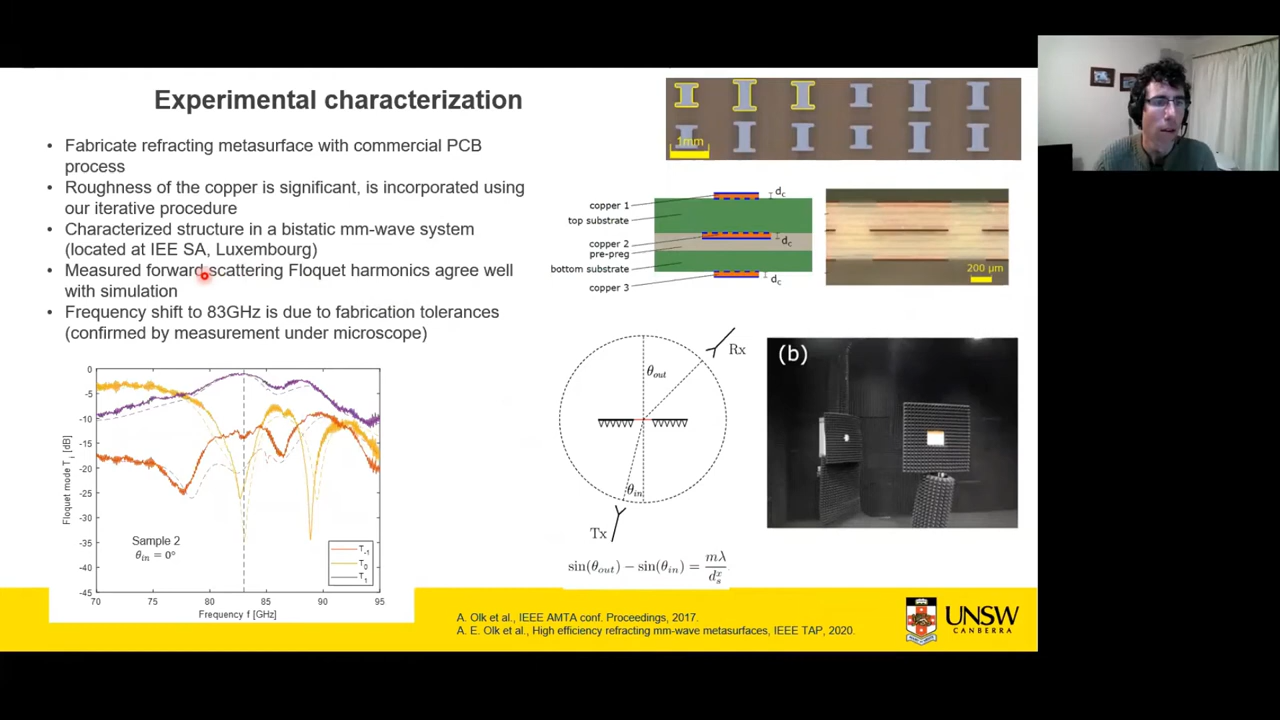 Experimental characterization
• Fabricate refracting metasurface with commercial PCB
process
• Roughness of the copper is significant, is incorporated using
our iterative procedure
• Characterized structure in a bistatic mm-wave system
(located at IEE SA, Luxembourg)
• Measured forward scattering Floquet harmonics agree well
with simulation
• Frequency shift to 83GHz is due to fabrication tolerances
(confirmed by measurement under microscope)
1mm
copper 1
top substrate
copper 2
pre-preg
bottom substrate
copper 3
d_c
d_c
d_c
200 μm
Rx
θ_out
θ_in
Tx
sin(θ_out) − sin(θ_in) = mλ / d_s^x
(b)
0
-5
-10
-15
-20
-25
-30
-35
-40
-45
Floquet mode T_i [dB]
Sample 2
θ_in = 0°
T_-1
T_0
T_1
70 75 80 85 90 95
Frequency f [GHz]
A. Olk et al., IEEE AMTA conf. Proceedings, 2017.
A. E. Olk et al., High efficiency refracting mm-wave metasurfaces, IEEE TAP, 2020.
UNSW
CANBERRA